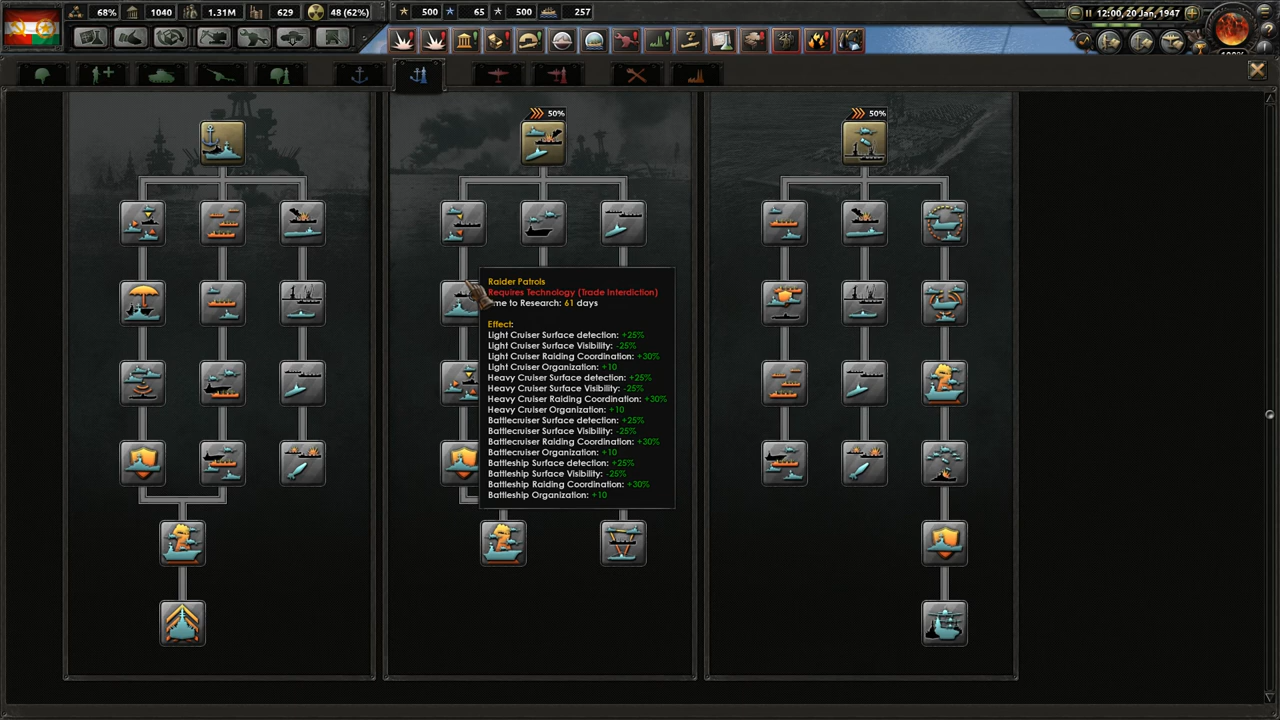 68% 1040 1.31M 629 48 (62%) 500 65 500 257 12:00, 20 Jan, 1947
100%
50% 50%
Raider Patrols
Requires Technology (Trade Interdiction)
me to Research: 61 days
Effect:
Light Cruiser Surface detection: +25%
Light Cruiser Surface Visibility: -25%
Light Cruiser Raiding Coordination: +30%
Light Cruiser Organization: +10
Heavy Cruiser Surface detection: +25%
Heavy Cruiser Surface Visibility: -25%
Heavy Cruiser Raiding Coordination: +30%
Heavy Cruiser Organization: +10
Battlecruiser Surface detection: +25%
Battlecruiser Surface Visibility: -25%
Battlecruiser Raiding Coordination: +30%
Battlecruiser Organization: +10
Battleship Surface detection: +25%
Battleship Surface Visibility: -25%
Battleship Raiding Coordination: +30%
Battleship Organization: +10